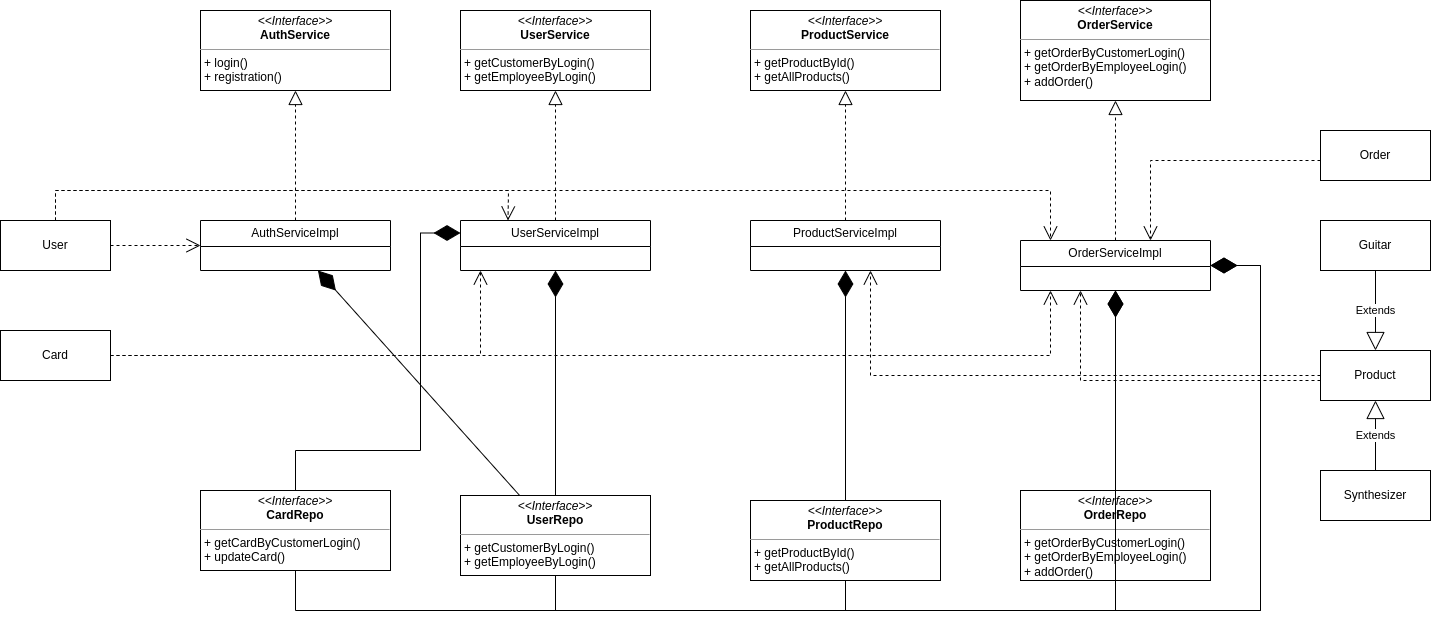 <<Interface>>
AuthService
+ login()
+ registration()
<<Interface>>
UserService
+ getCustomerByLogin()
+ getEmployeeByLogin()
<<Interface>>
ProductService
+ getProductById()
+ getAllProducts()
<<Interface>>
OrderService
+ getOrderByCustomerLogin()
+ getOrderByEmployeeLogin()
+ addOrder()
Order
User
AuthServiceImpl
UserServiceImpl
ProductServiceImpl
OrderServiceImpl
Guitar
Extends
Card
Product
Extends
Synthesizer
<<Interface>>
CardRepo
+ getCardByCustomerLogin()
+ updateCard()
<<Interface>>
UserRepo
+ getCustomerByLogin()
+ getEmployeeByLogin()
<<Interface>>
ProductRepo
+ getProductById()
+ getAllProducts()
<<Interface>>
OrderRepo
+ getOrderByCustomerLogin()
+ getOrderByEmployeeLogin()
+ addOrder()